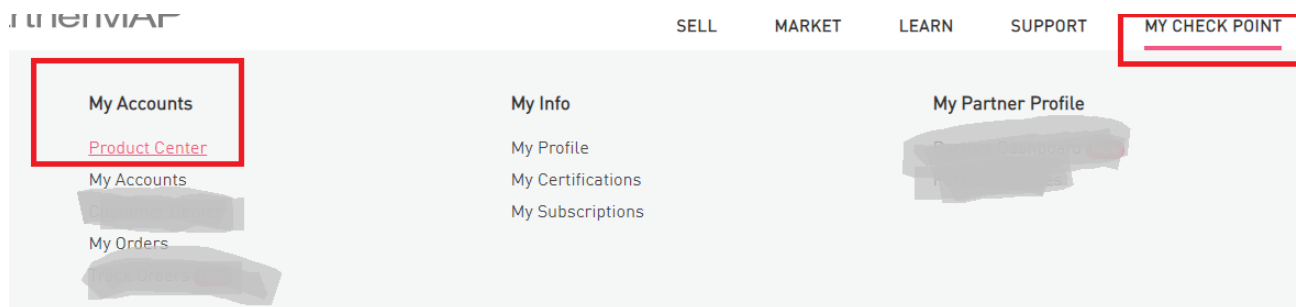 SELL MARKET LEARN SUPPORT MY CHECK POINT
My Accounts
Product Center
My Accounts
My Orders
My Info
My Profile
My Certifications
My Subscriptions
My Partner Profile